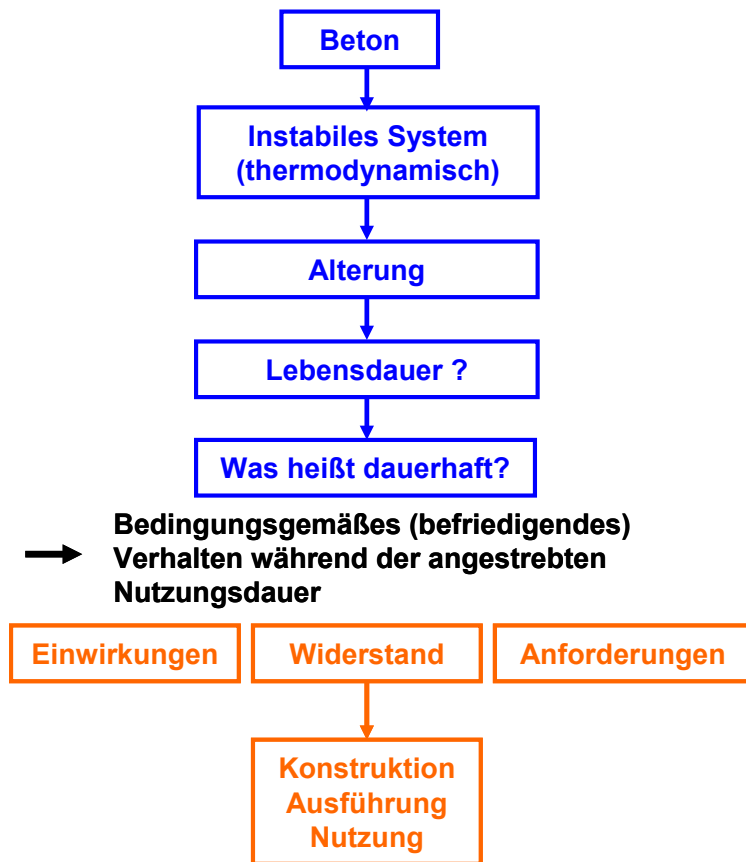 Beton
Instabiles System
(thermodynamisch)
Alterung
Lebensdauer ?
Was heißt dauerhaft?
Bedingungsgemäßes (befriedigendes)
Verhalten während der angestrebten
Nutzungsdauer
Einwirkungen
Widerstand
Anforderungen
Konstruktion
Ausführung
Nutzung